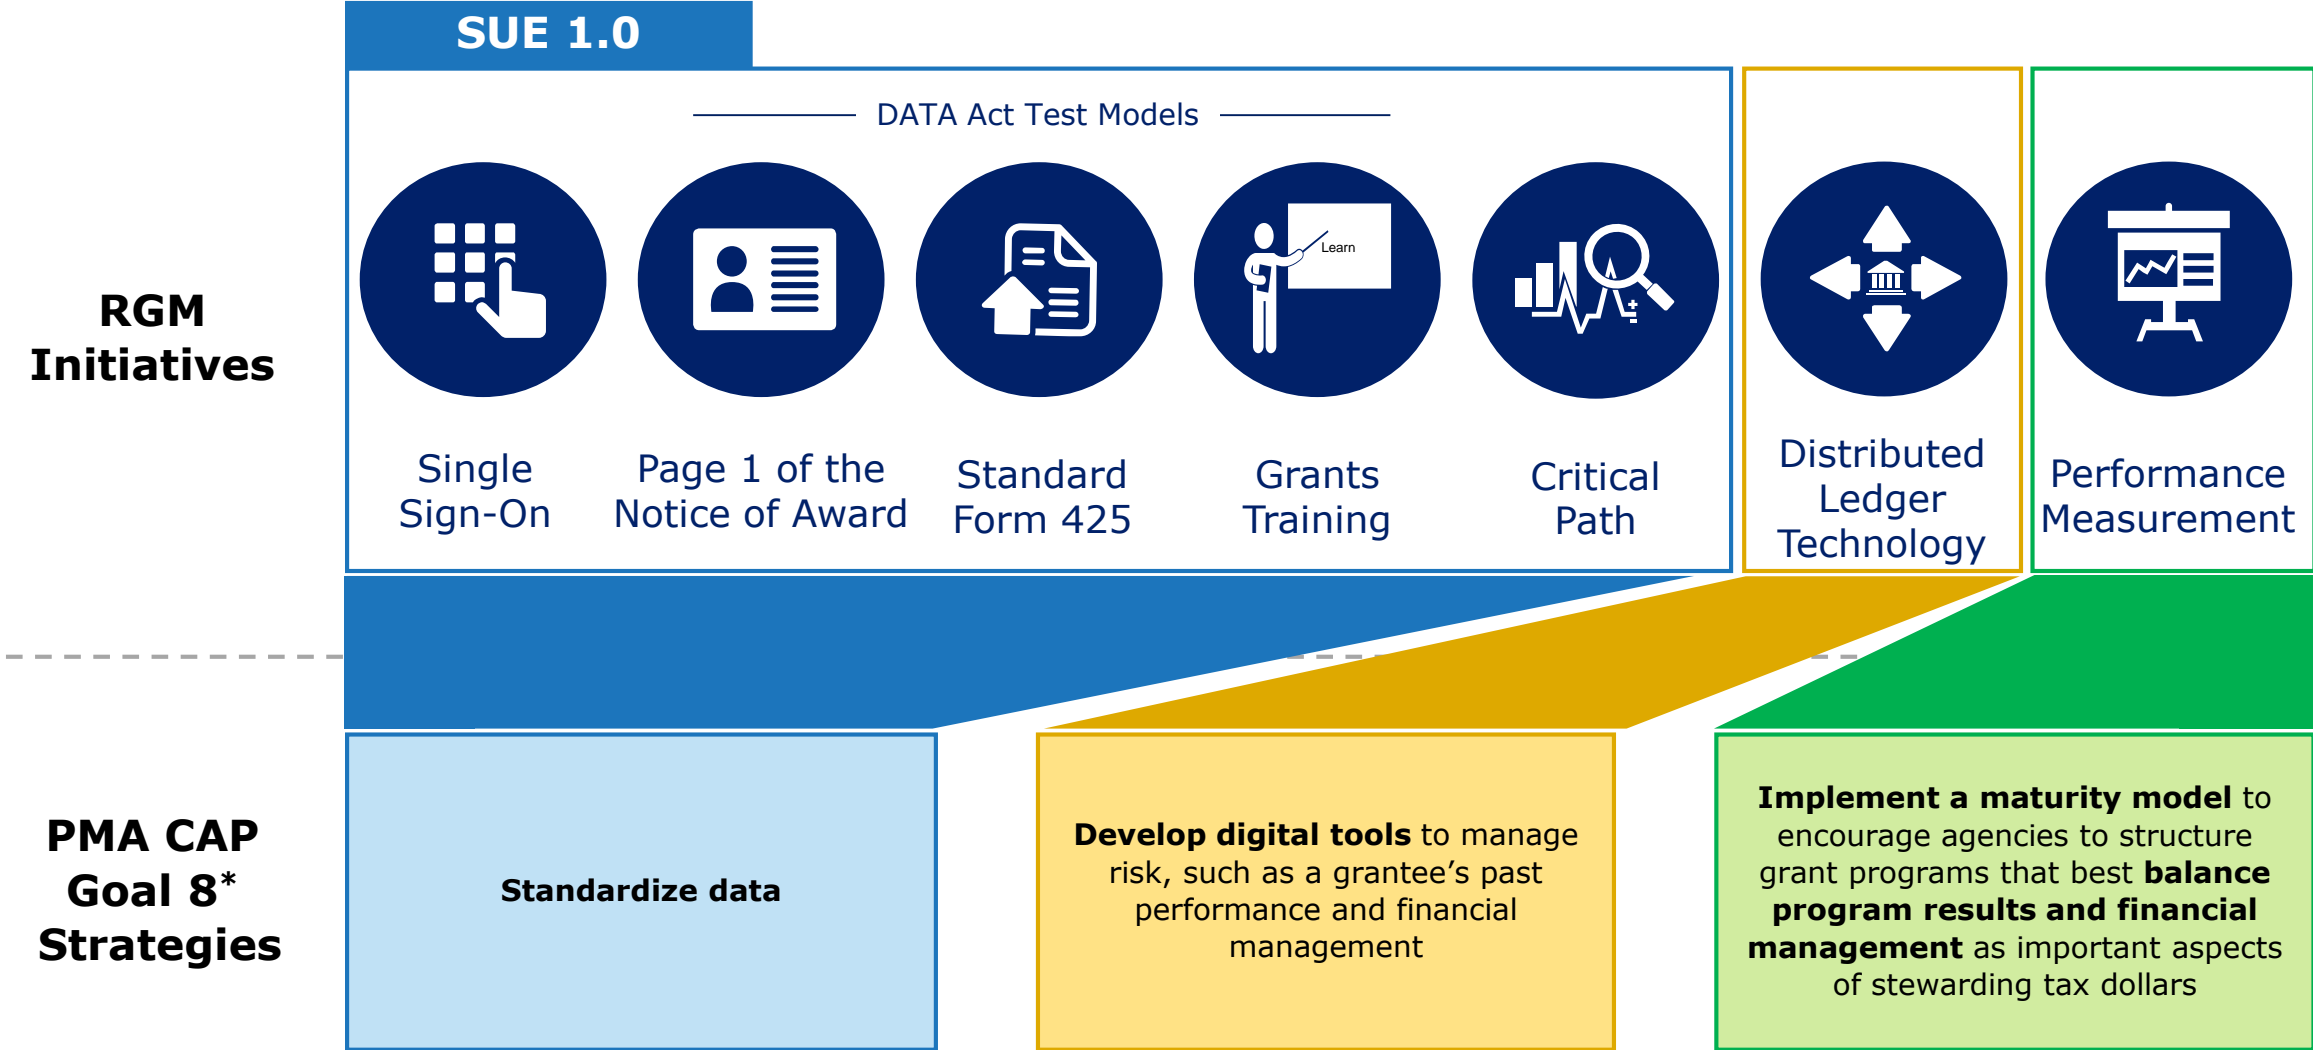 SUE 1.0
DATA Act Test Models
RGM
Initiatives
Learn
Single
Sign-On
Page 1 of the
Notice of Award
Standard
Form 425
Grants
Training
Critical
Path
Distributed
Ledger
Technology
Performance
Measurement
PMA CAP
Goal 8*
Strategies
Standardize data
Develop digital tools to manage
risk, such as a grantee’s past
performance and financial
management
Implement a maturity model to
encourage agencies to structure
grant programs that best balance
program results and financial
management as important aspects
of stewarding tax dollars